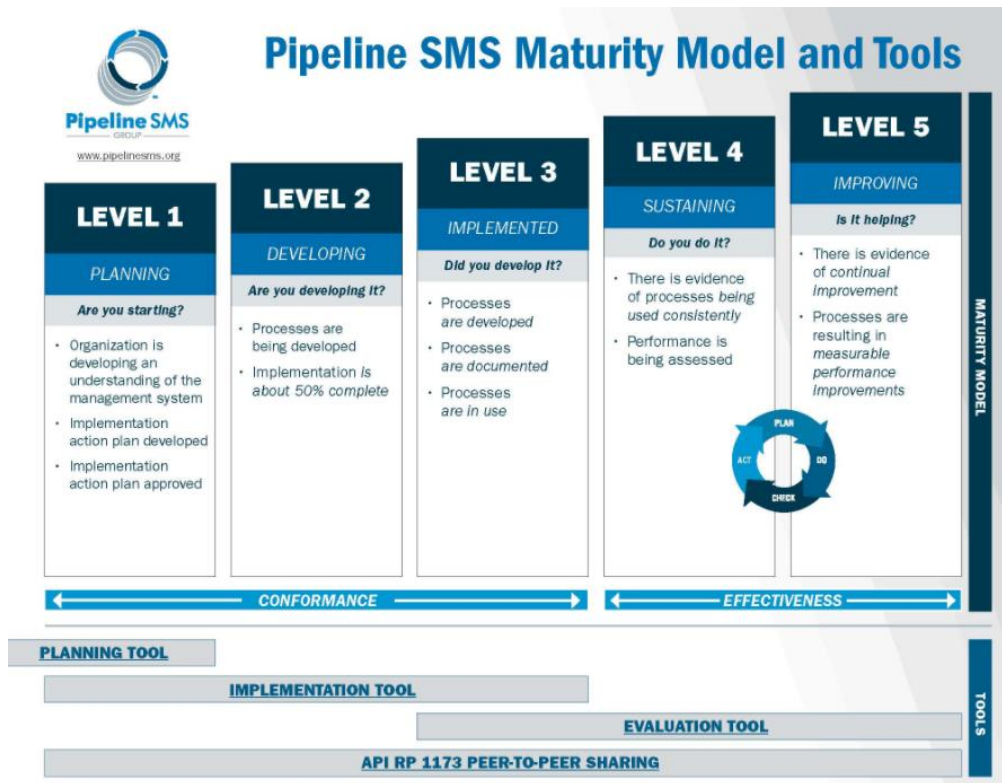 Pipeline SMS Maturity Model and Tools
Pipeline SMS
GROUP
www.pipelinesms.org
LEVEL 1
PLANNING
Are you starting?
• Organization is
developing an
understanding of the
management system
• Implementation
action plan developed
• Implementation
action plan approved
LEVEL 2
DEVELOPING
Are you developing it?
• Processes are
being developed
• Implementation is
about 50% complete
LEVEL 3
IMPLEMENTED
Did you develop it?
• Processes
are developed
• Processes
are documented
• Processes
are in use
LEVEL 4
SUSTAINING
Do you do it?
• There is evidence
of processes being
used consistently
• Performance is
being assessed
LEVEL 5
IMPROVING
Is it helping?
• There is evidence
of continual
improvement
• Processes are
resulting in
measurable
performance
improvements
PLAN
DO
CHECK
ACT
MATURITY MODEL
CONFORMANCE
EFFECTIVENESS
PLANNING TOOL
IMPLEMENTATION TOOL
EVALUATION TOOL
API RP 1173 PEER-TO-PEER SHARING
TOOLS